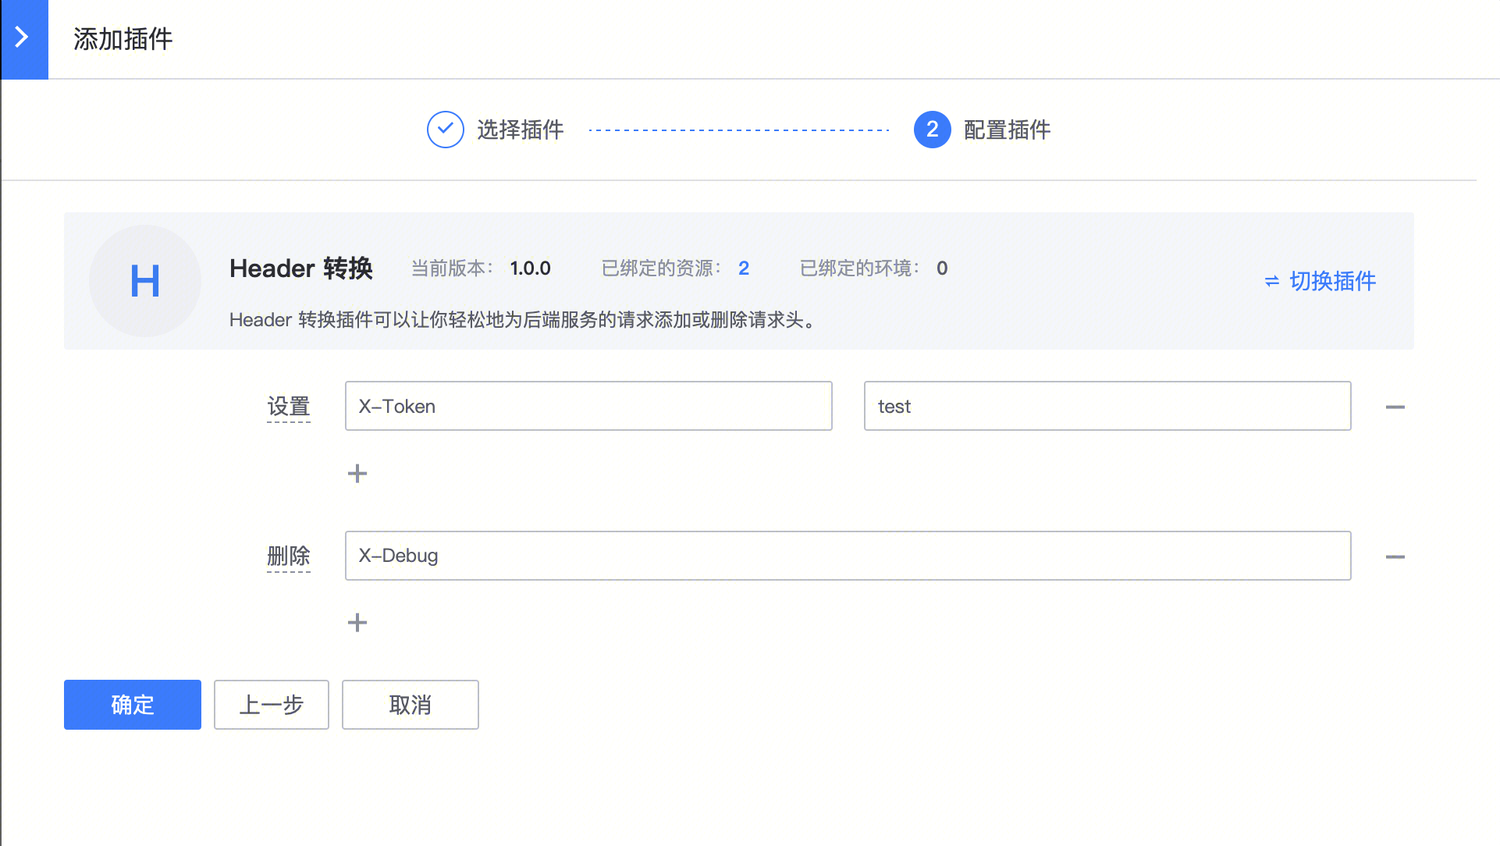 添加插件
选择插件
2 配置插件
H
Header 转换 当前版本： 1.0.0 已绑定的资源： 2 已绑定的环境： 0
切换插件
Header 转换插件可以让你轻松地为后端服务的请求添加或删除请求头。
设置 X-Token test
删除 X-Debug
确定 上一步 取消